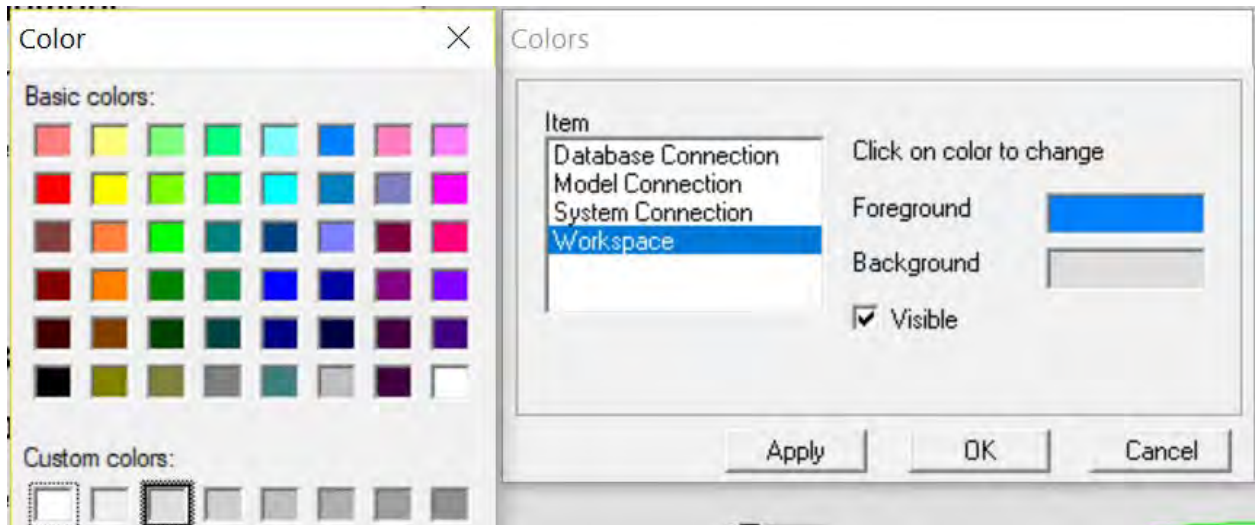 Color
Basic colors:
Custom colors:
Colors
Item
Database Connection
Model Connection
System Connection
Workspace
Click on color to change
Foreground
Background
Visible
Apply
OK
Cancel